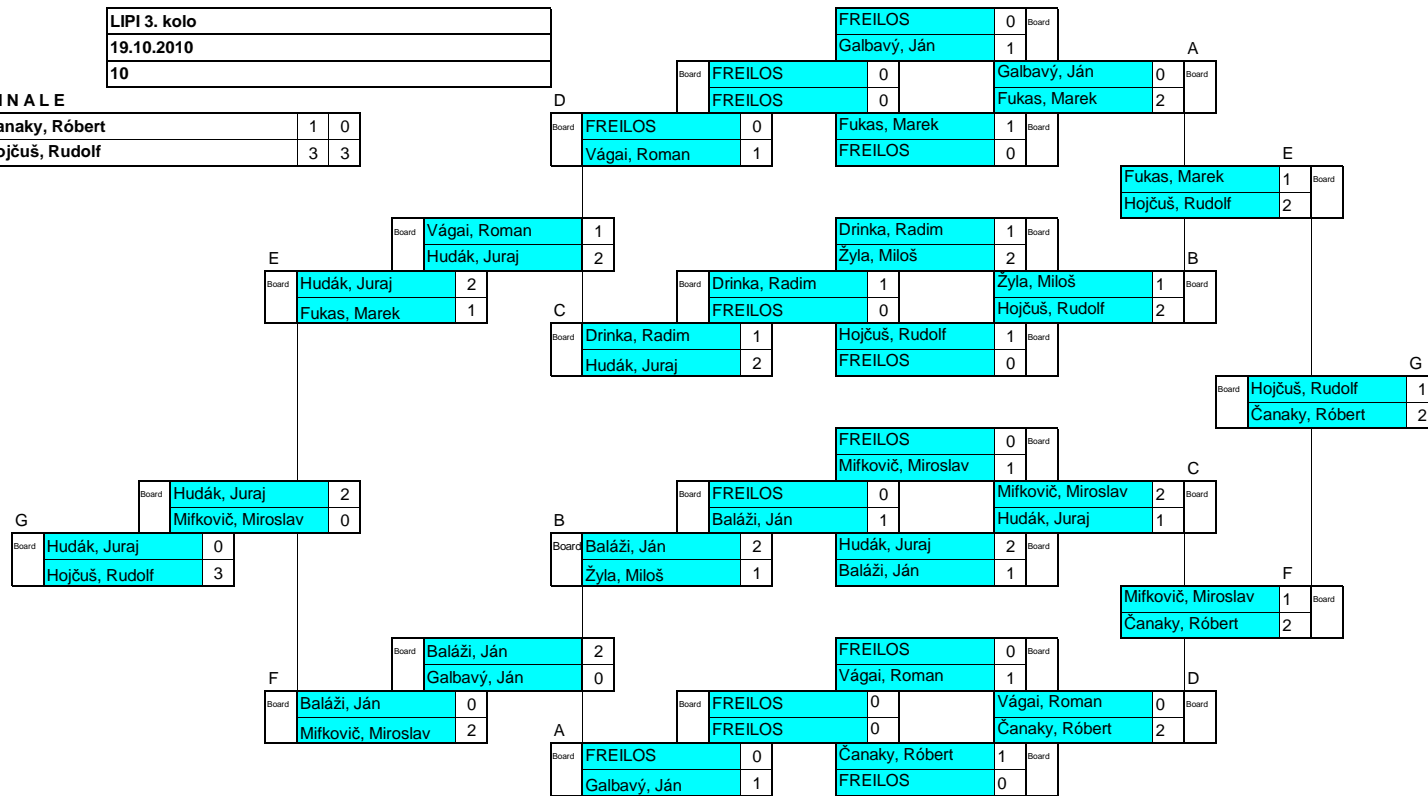 LIPI 3. kolo
19.10.2010
10
I N A L E
anaky, Róbert 1 0
ojčuš, Rudolf 3 3
FREILOS 0 Board
Galbavý, Ján 1
A
Board FREILOS 0
FREILOS 0
Galbavý, Ján 0 Board
Fukas, Marek 2
D
Board FREILOS 0
Vágai, Roman 1
Fukas, Marek 1 Board
FREILOS 0
E
Fukas, Marek 1 Board
Hojčuš, Rudolf 2
Board Vágai, Roman 1
Hudák, Juraj 2
Drinka, Radim 1 Board
Žyla, Miloš 2
E
B
Board Hudák, Juraj 2
Fukas, Marek 1
Board Drinka, Radim 1
FREILOS 0
Žyla, Miloš 1 Board
Hojčuš, Rudolf 2
C
Board Drinka, Radim 1
Hudák, Juraj 2
Hojčuš, Rudolf 1 Board
FREILOS 0
G
Board Hojčuš, Rudolf 1
Čanaky, Róbert 2
FREILOS 0 Board
Mifkovič, Miroslav 1
C
Board Hudák, Juraj 2
Mifkovič, Miroslav 0
Board FREILOS 0
Baláži, Ján 1
Mifkovič, Miroslav 2 Board
Hudák, Juraj 1
G
B
Board Hudák, Juraj 0
Hojčuš, Rudolf 3
Board Baláži, Ján 2
Žyla, Miloš 1
Hudák, Juraj 2 Board
Baláži, Ján 1
F
Mifkovič, Miroslav 1 Board
Čanaky, Róbert 2
Board Baláži, Ján 2
Galbavý, Ján 0
FREILOS 0 Board
Vágai, Roman 1
F
D
Board Baláži, Ján 0
Mifkovič, Miroslav 2
Board FREILOS 0
FREILOS 0
Vágai, Roman 0 Board
Čanaky, Róbert 2
A
Board FREILOS 0
Galbavý, Ján 1
Čanaky, Róbert 1 Board
FREILOS 0